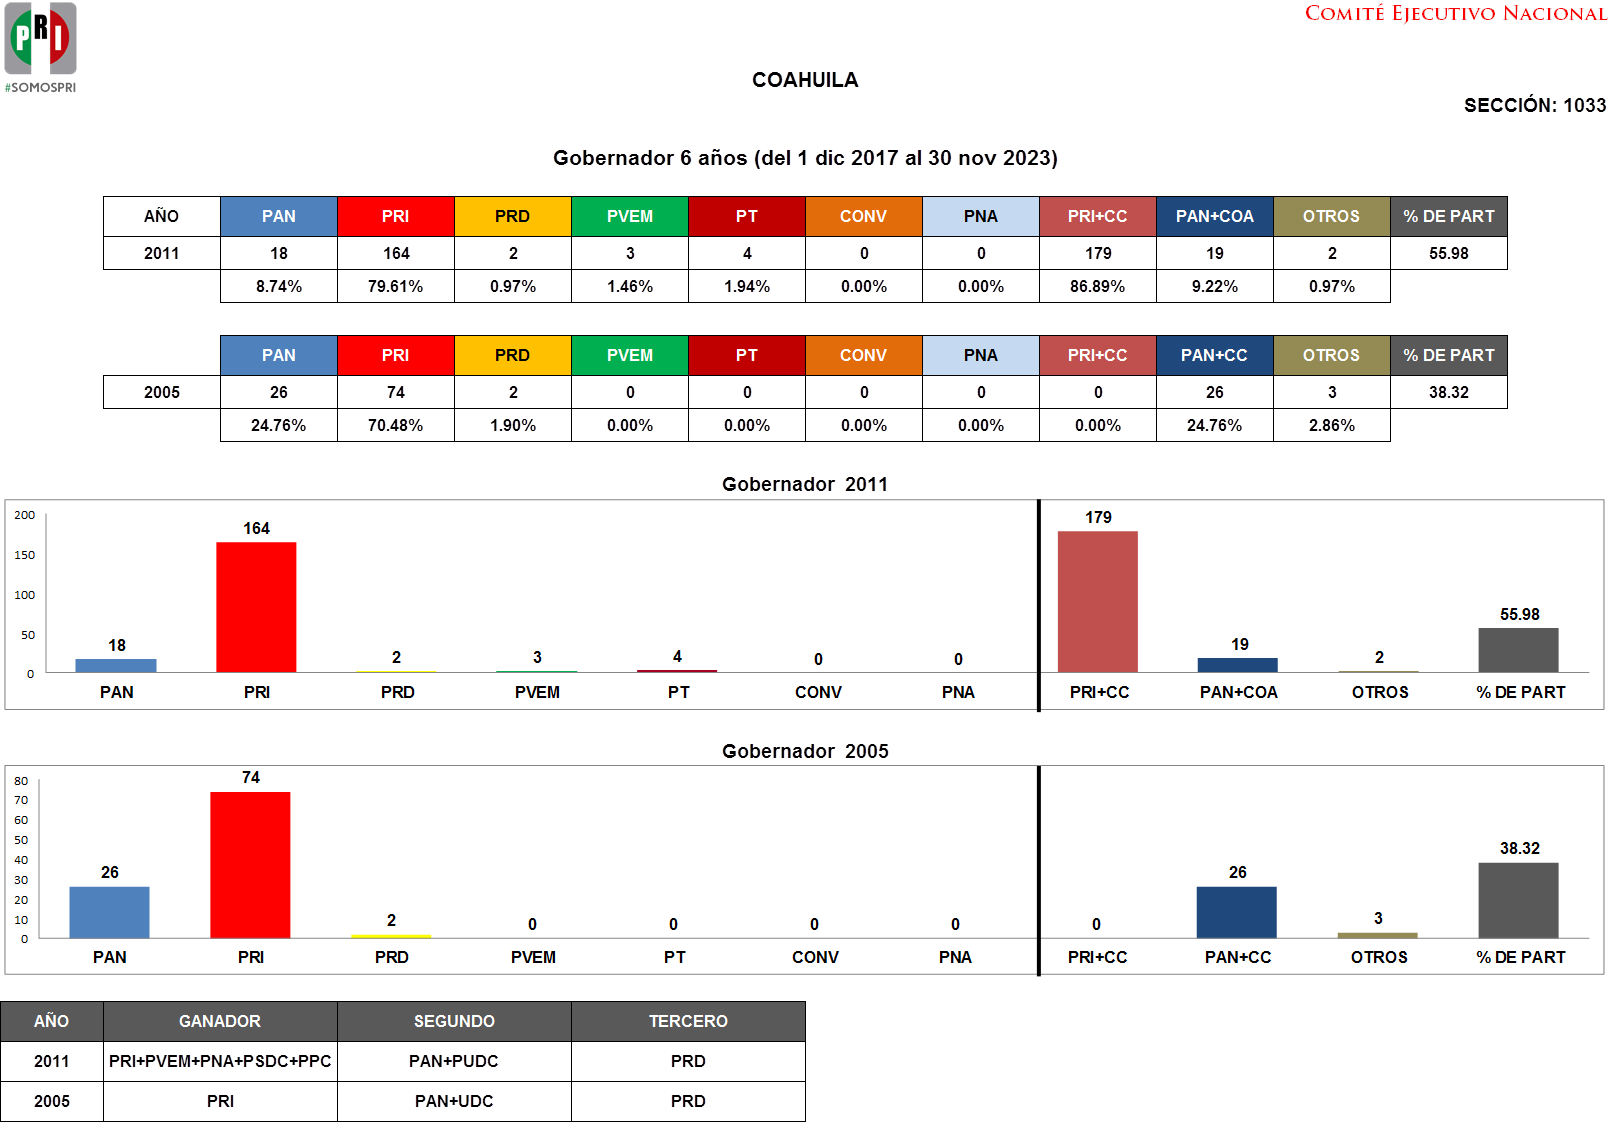 PRI
#SOMOSPRI
COMITÉ EJECUTIVO NACIONAL
COAHUILA
SECCIÓN: 1033
Gobernador 6 años (del 1 dic 2017 al 30 nov 2023)
AÑO PAN PRI PRD PVEM PT CONV PNA PRI+CC PAN+COA OTROS % DE PART
2011 18 164 2 3 4 0 0 179 19 2 55.98
8.74% 79.61% 0.97% 1.46% 1.94% 0.00% 0.00% 86.89% 9.22% 0.97%
PAN PRI PRD PVEM PT CONV PNA PRI+CC PAN+CC OTROS % DE PART
2005 26 74 2 0 0 0 0 0 26 3 38.32
24.76% 70.48% 1.90% 0.00% 0.00% 0.00% 0.00% 0.00% 24.76% 2.86%
Gobernador 2011
200
150
100
50
0
18 164 2 3 4 0 0 179 19 2 55.98
PAN PRI PRD PVEM PT CONV PNA PRI+CC PAN+COA OTROS % DE PART
Gobernador 2005
80
70
60
50
40
30
20
10
0
26 74 2 0 0 0 0 0 26 3 38.32
PAN PRI PRD PVEM PT CONV PNA PRI+CC PAN+CC OTROS % DE PART
AÑO GANADOR SEGUNDO TERCERO
2011 PRI+PVEM+PNA+PSDC+PPC PAN+PUDC PRD
2005 PRI PAN+UDC PRD